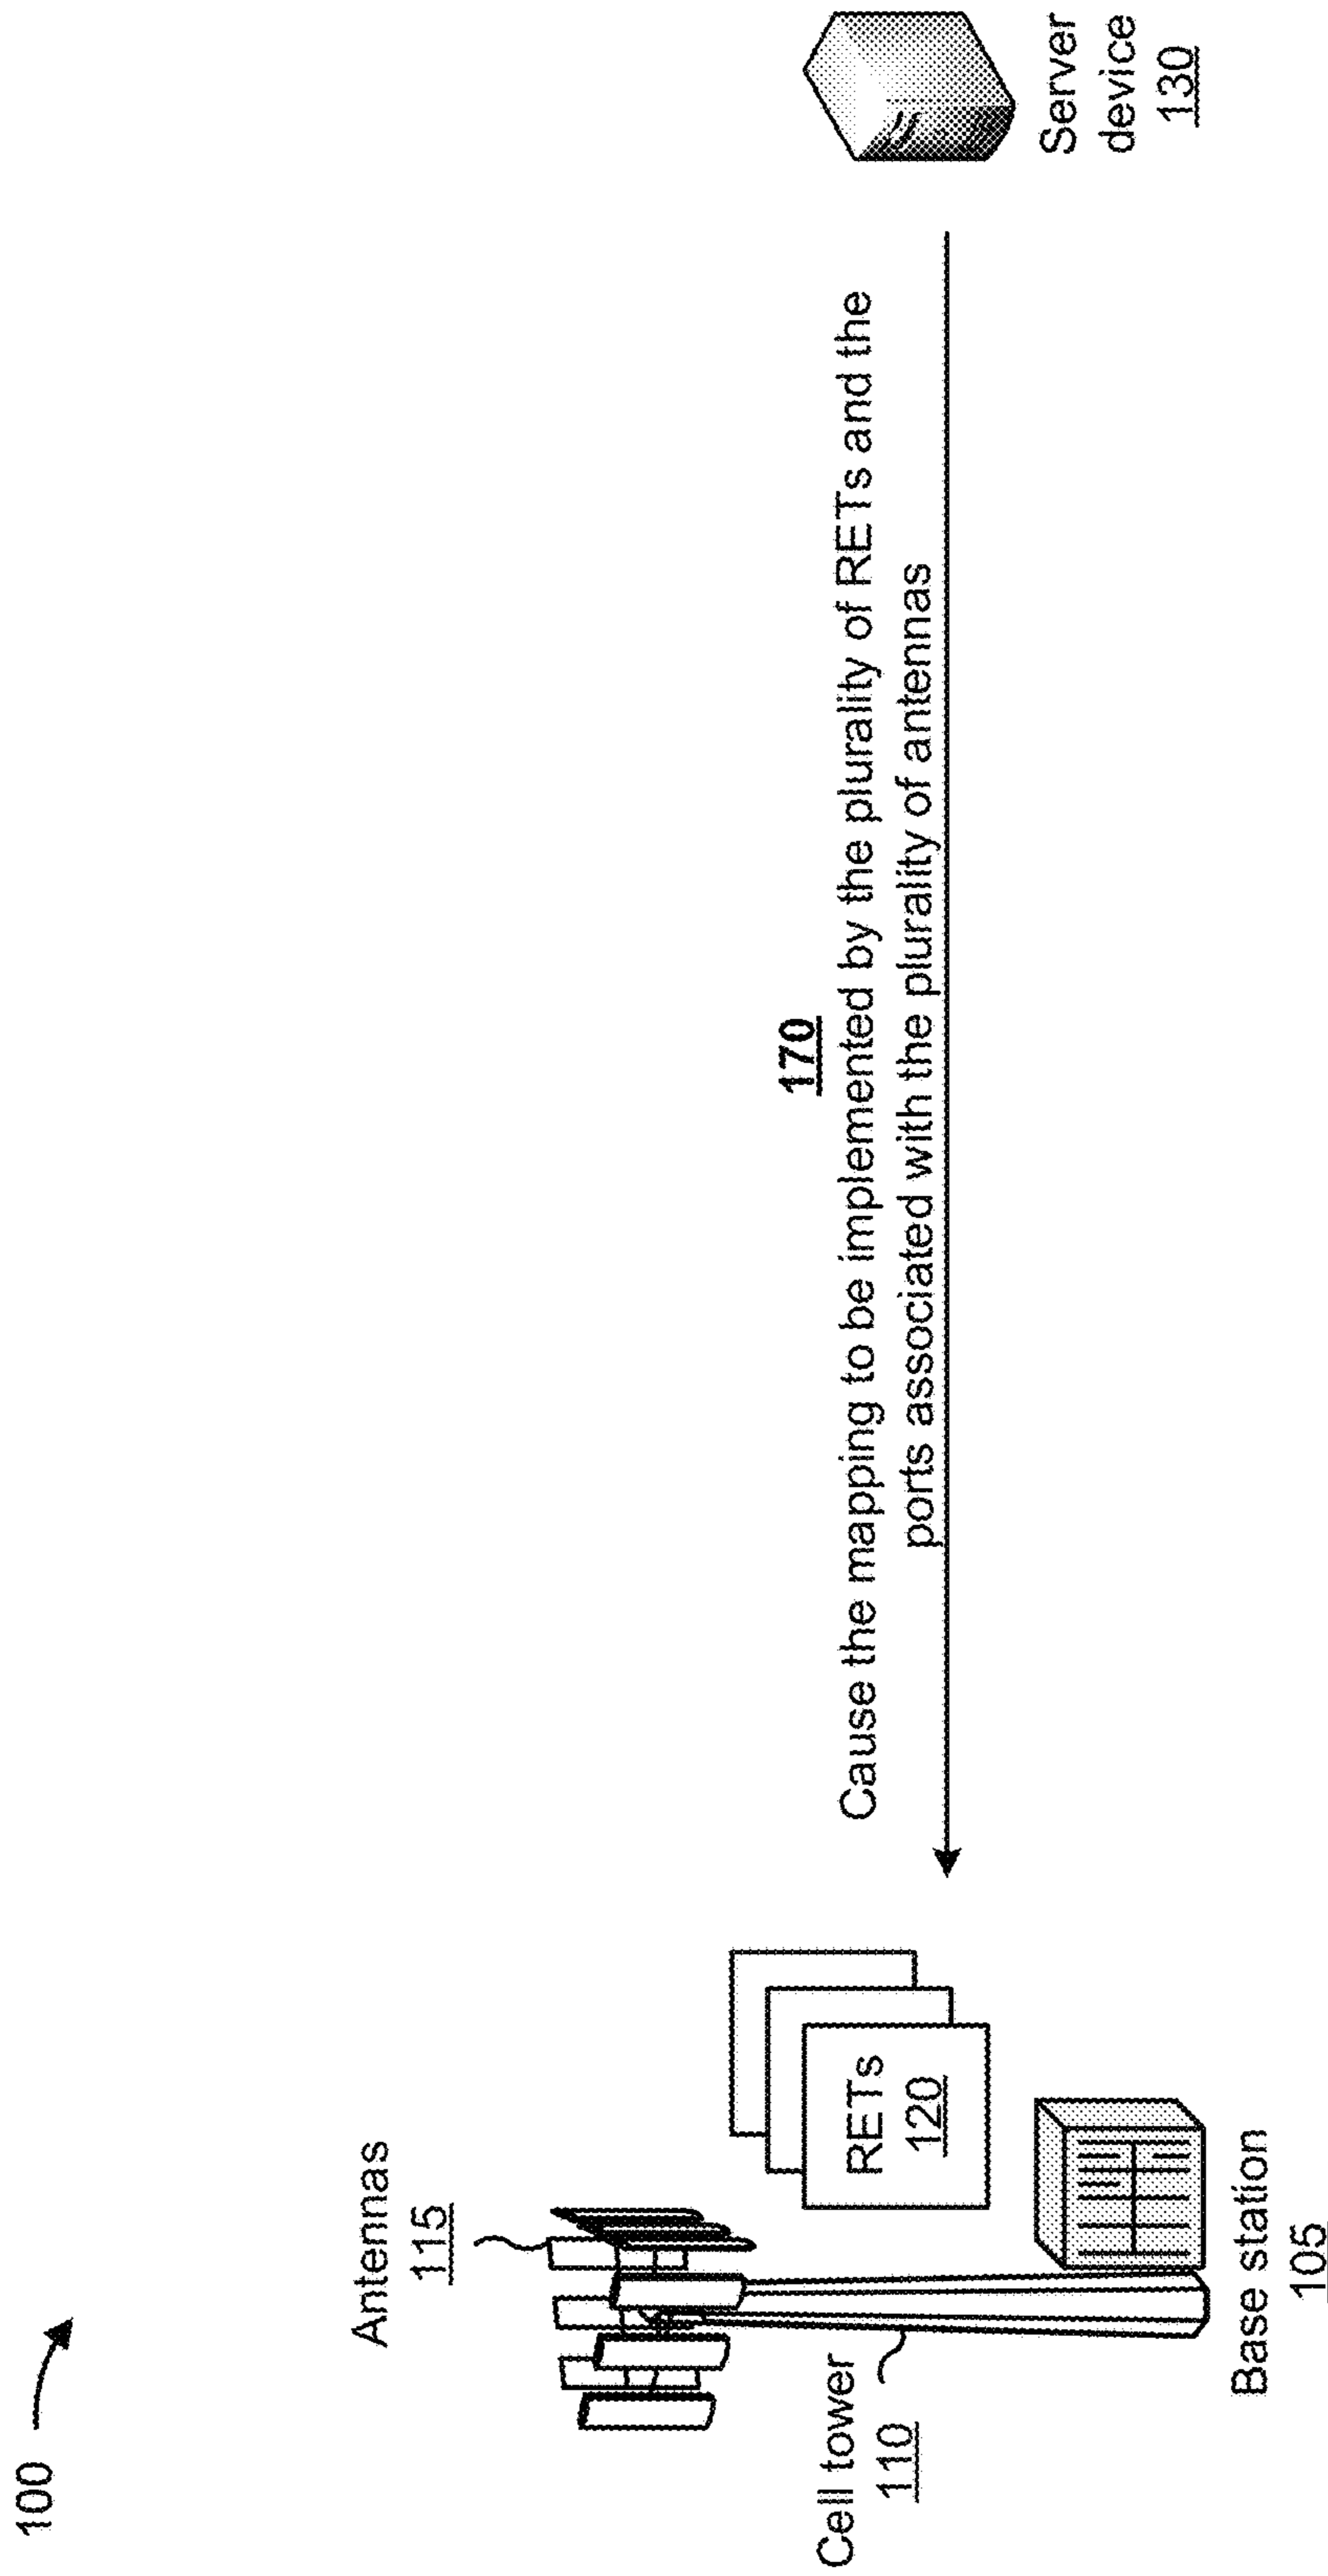 100
Antennas
115
Cell tower
110
RETs
120
Base station
105
170
Cause the mapping to be implemented by the plurality of RETs and the
ports associated with the plurality of antennas
Server
device
130